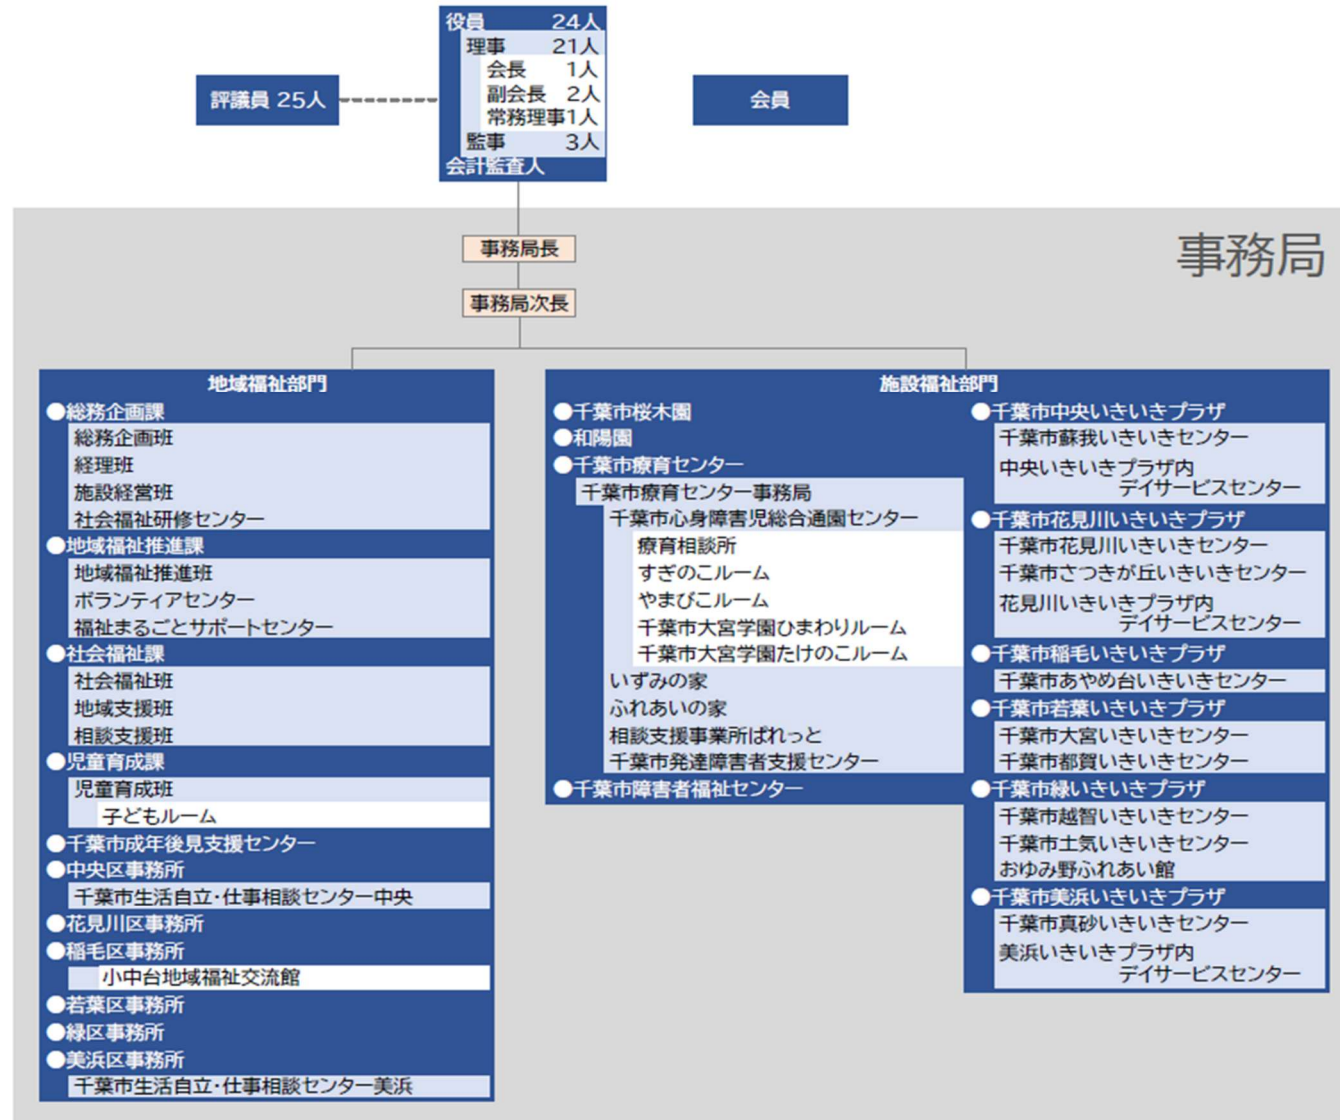 役員 24人
理事 21人
会長 1人
副会長 2人
常務理事1人
監事 3人
会計監査人
評議員 25人
会員
事務局
事務局長
事務局次長
地域福祉部門
●総務企画課
総務企画班
経理班
施設経営班
社会福祉研修センター
●地域福祉推進課
地域福祉推進班
ボランティアセンター
福祉まるごとサポートセンター
●社会福祉課
社会福祉班
地域支援班
相談支援班
●児童育成課
児童育成班
子どもルーム
●千葉市成年後見支援センター
●中央区事務所
千葉市生活自立･仕事相談センター中央
●花見川区事務所
●稲毛区事務所
小中台地域福祉交流館
●若葉区事務所
●緑区事務所
●美浜区事務所
千葉市生活自立･仕事相談センター美浜
施設福祉部門
●千葉市桜木園
●和陽園
●千葉市療育センター
千葉市療育センター事務局
千葉市心身障害児総合通園センター
療育相談所
すぎのこルーム
やまびこルーム
千葉市大宮学園ひまわりルーム
千葉市大宮学園たけのこルーム
いずみの家
ふれあいの家
相談支援事業所ぱれっと
千葉市発達障害者支援センター
●千葉市障害者福祉センター
●千葉市中央いきいきプラザ
千葉市蘇我いきいきセンター
中央いきいきプラザ内
デイサービスセンター
●千葉市花見川いきいきプラザ
千葉市花見川いきいきセンター
千葉市さつきが丘いきいきセンター
花見川いきいきプラザ内
デイサービスセンター
●千葉市稲毛いきいきプラザ
千葉市あやめ台いきいきセンター
●千葉市若葉いきいきプラザ
千葉市大宮いきいきセンター
千葉市都賀いきいきセンター
●千葉市緑いきいきプラザ
千葉市越智いきいきセンター
千葉市土気いきいきセンター
おゆみ野ふれあい館
●千葉市美浜いきいきプラザ
千葉市真砂いきいきセンター
美浜いきいきプラザ内
デイサービスセンター